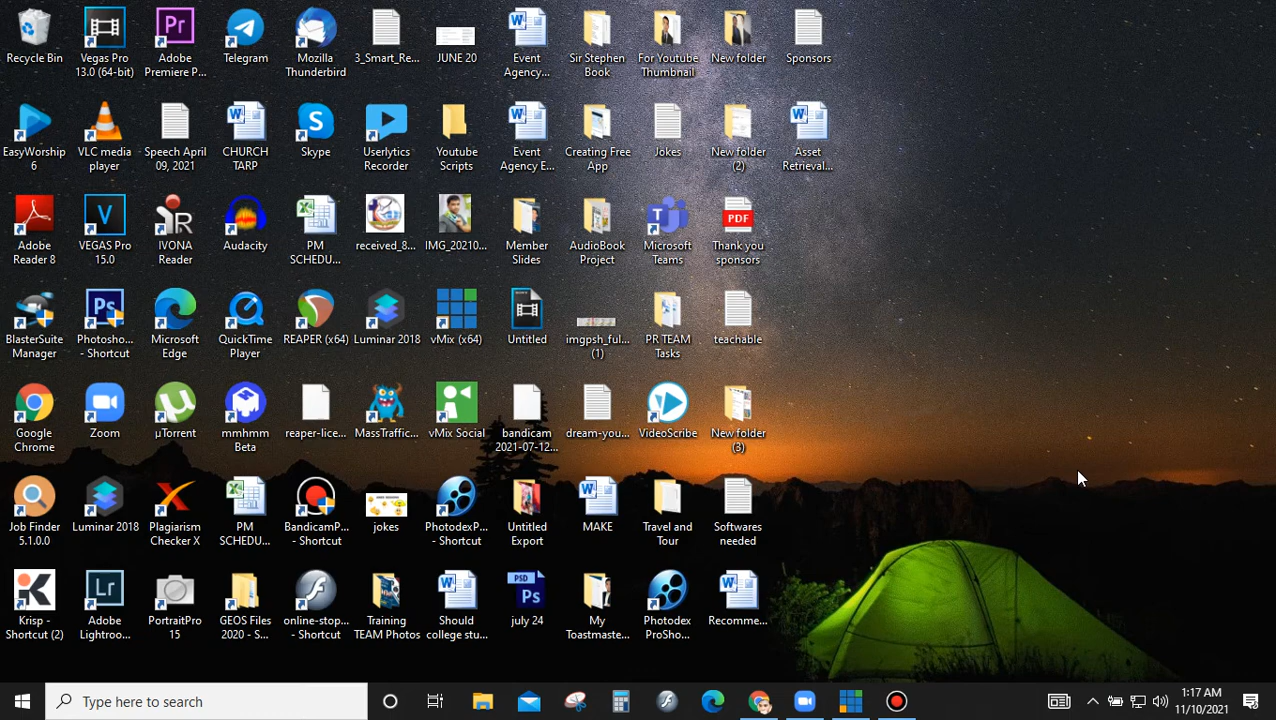 Recycle Bin
Vegas Pro
13.0 (64-bit)
Adobe
Premiere P...
Telegram
Mozilla
Thunderbird
3_Smart_Re...
JUNE 20
Event
Agency...
Sir Stephen
Book
For Youtube
Thumbnail
New folder
Sponsors
EasyWorship
6
VLC media
player
Speech April
09, 2021
CHURCH
TARP
Skype
Userlytics
Recorder
Youtube
Scripts
Event
Agency E...
Creating Free
App
Jokes
New folder
(2)
Asset
Retrieval...
Adobe
Reader 8
VEGAS Pro
15.0
IVONA
Reader
Audacity
PM
SCHEDU...
received_8...
IMG_20210...
Member
Slides
AudioBook
Project
Microsoft
Teams
PDF
Thank you
sponsors
BlasterSuite
Manager
Photosho...
- Shortcut
Microsoft
Edge
QuickTime
Player
REAPER (x64)
Luminar 2018
vMix (x64)
Untitled
imgpsh_ful...
(1)
PR TEAM
Tasks
teachable
Google
Chrome
Zoom
µTorrent
mmhmm
Beta
reaper-lice...
MassTraffic...
vMix Social
bandicam
2021-07-12...
dream-you...
VideoScribe
New folder
(3)
Job Finder
5.1.0.0
Luminar 2018
Plagiarism
Checker X
PM
SCHEDU...
BandicamP...
- Shortcut
jokes
PhotodexP...
- Shortcut
Untitled
Export
MAKE
Travel and
Tour
Softwares
needed
Krisp -
Shortcut (2)
Adobe
Lightroo...
PortraitPro
15
GEOS Files
2020 - S...
online-stop...
- Shortcut
Training
TEAM Photos
Should
college stu...
PSD
Ps
july 24
My
Toastmaste...
Photodex
ProSho...
Recomme...
Type here to search
1:17 AM
11/10/2021